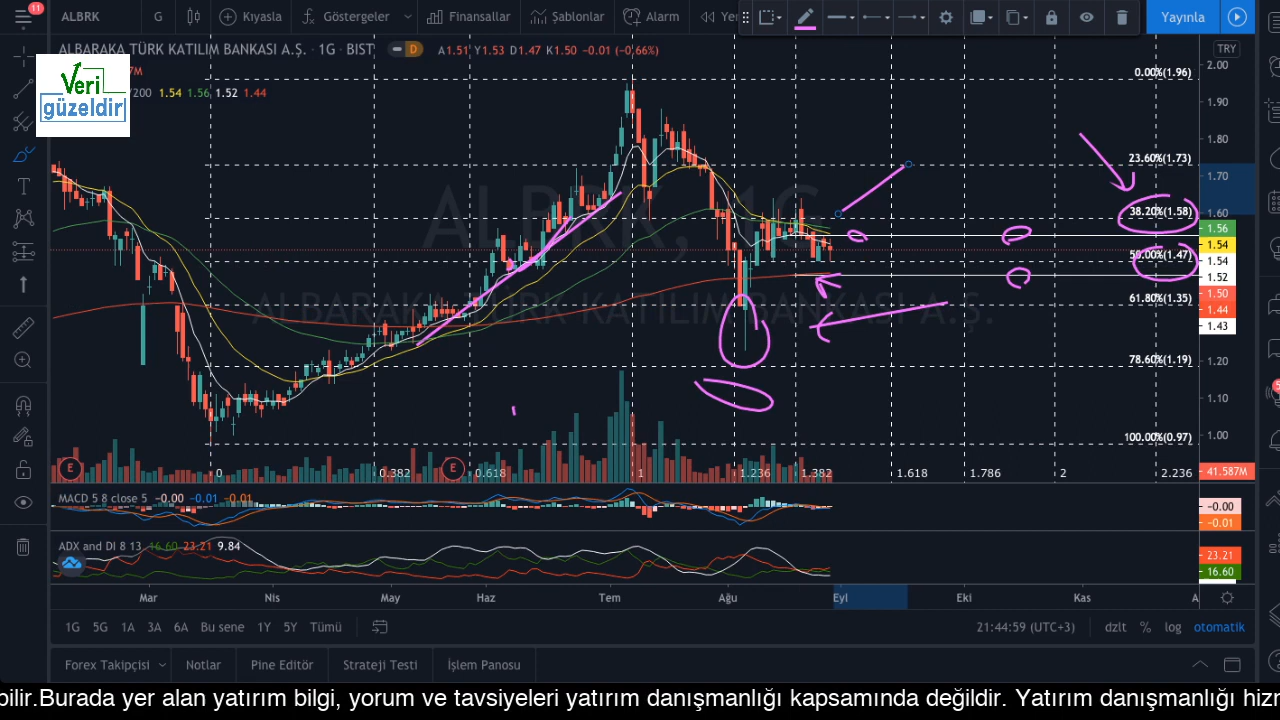 11
ALBRK
G
Kıyasla
Göstergeler
Finansallar
Şablonlar
Alarm
Yayınla
ALBARAKA TÜRK KATILIM BANKASI A.Ş. · 1G · BIST
D
A1.51 Y1.53 D1.47 K1.50 −0.01 (−0.66%)
/200 1.54 1.56 1.52 1.44
Veri
güzeldir
TRY
2.00
1.90
1.80
1.70
1.60
1.56
1.54
1.54
1.52
1.50
1.44
1.43
1.20
1.10
1.00
41.587M
0.00%(1.96)
23.60%(1.73)
38.20%(1.58)
50.00%(1.47)
61.80%(1.35)
78.60%(1.19)
100.00%(0.97)
ALBRK, 1G
ALBARAKA TÜRK KATILIM BANKASI A.Ş.
E
E
0
0.382
0.618
1
1.236
1.382
1.618
1.786
2
2.236
MACD 5 8 close 5 −0.00 −0.01 −0.01
−0.00
−0.01
ADX and DI 8 13 16.60 23.21 9.84
23.21
16.60
Mar
Nis
May
Haz
Tem
Ağu
Eyl
Eki
Kas
A
1G 5G 1A 3A 6A Bu sene 1Y 5Y Tümü
21:44:59 (UTC+3)
dzlt % log otomatik
Forex Takipçisi
Notlar
Pine Editör
Strateji Testi
İşlem Panosu
bilir.Burada yer alan yatırım bilgi, yorum ve tavsiyeleri yatırım danışmanlığı kapsamında değildir. Yatırım danışmanlığı